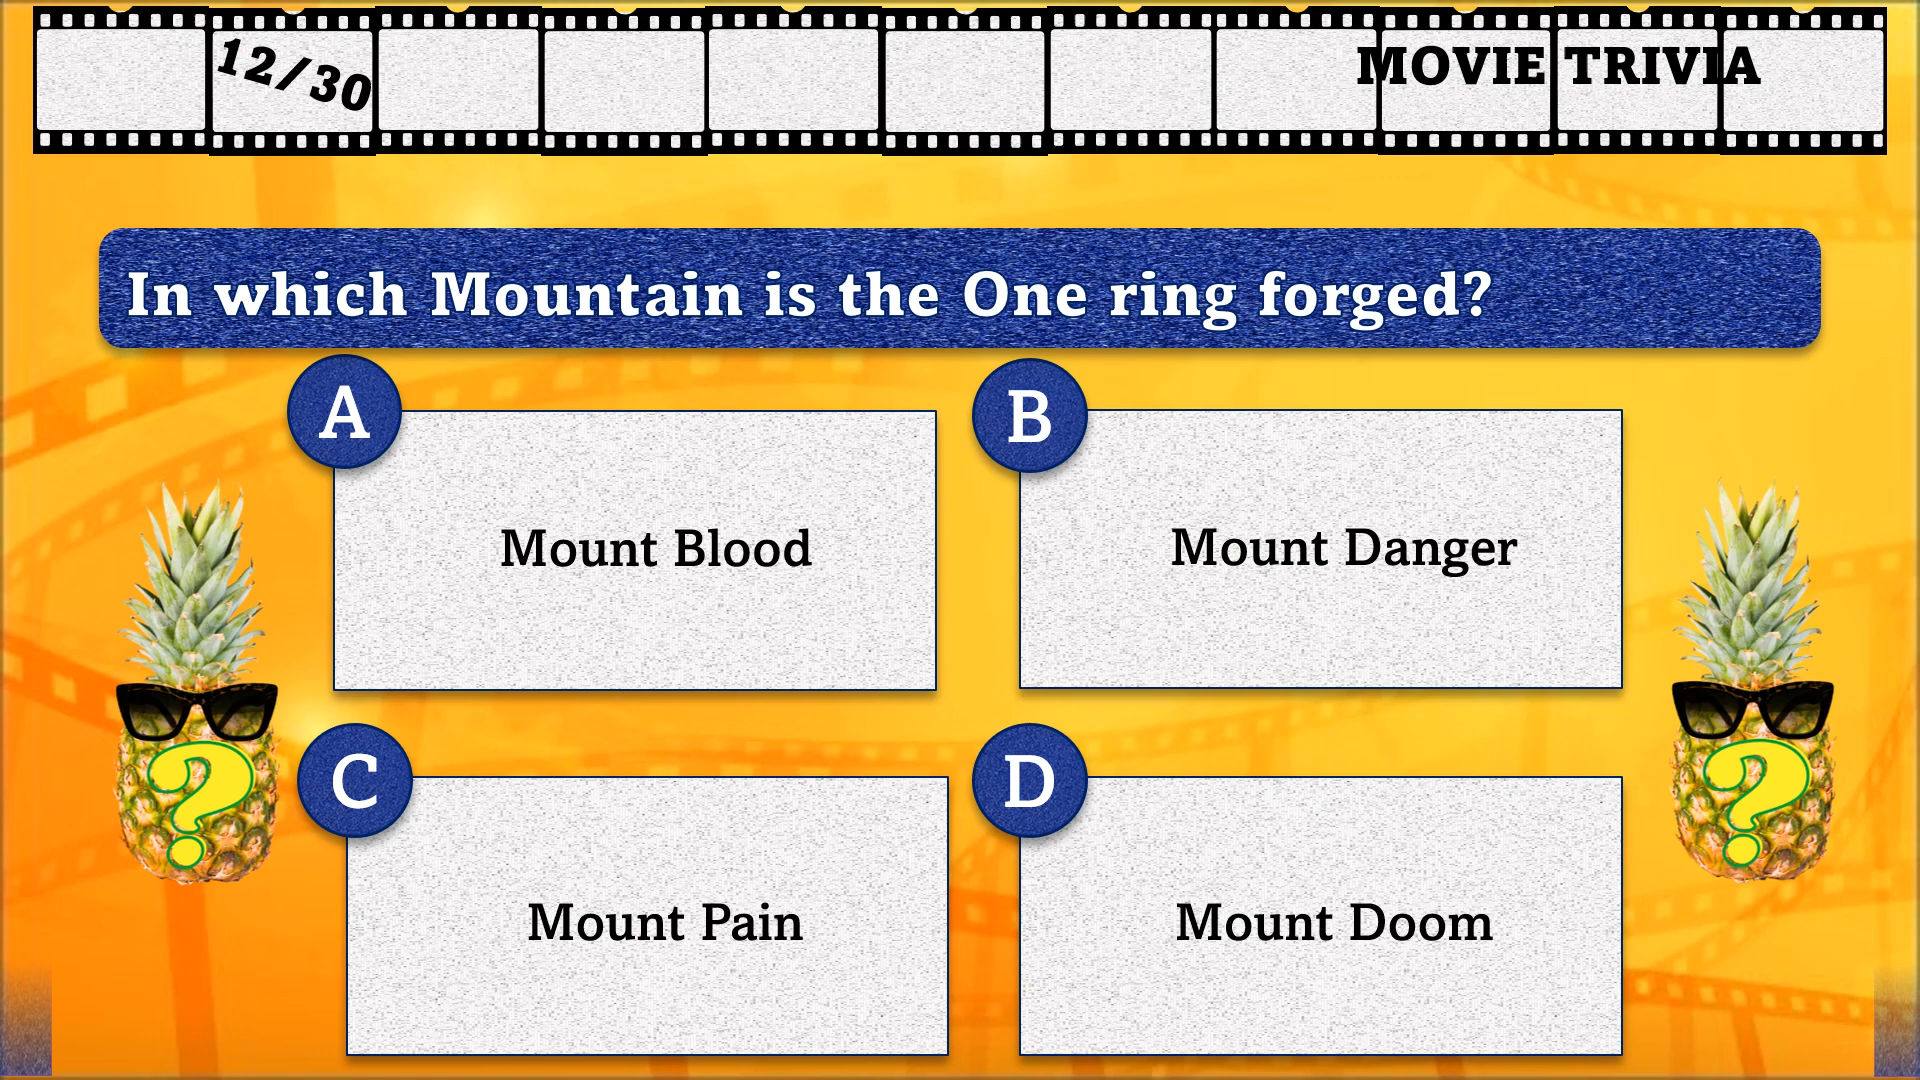 12/30
MOVIE TRIVIA
In which Mountain is the One ring forged?
A
Mount Blood
B
Mount Danger
C
Mount Pain
D
Mount Doom
?
?